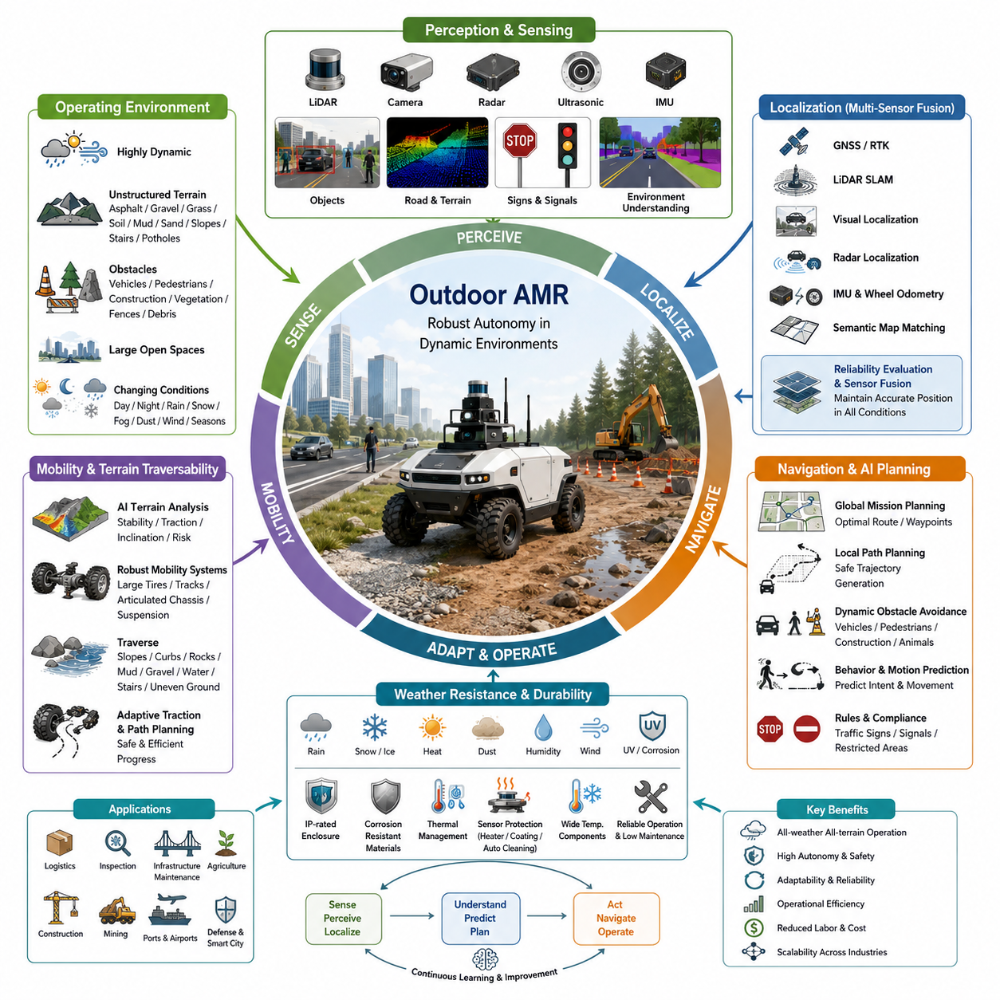 Perception & Sensing
LiDAR
Camera
Radar
Ultrasonic
IMU
STOP
Objects
Road & Terrain
Signs & Signals
Environment
Understanding
Operating Environment
Highly Dynamic
Unstructured Terrain
Asphalt / Gravel / Grass /
Soil / Mud / Sand / Slopes /
Stairs / Potholes
Obstacles
Vehicles / Pedestrians /
Construction / Vegetation /
Fences / Debris
Large Open Spaces
Changing Conditions
Day / Night / Rain / Snow /
Fog / Dust / Wind / Seasons
Localization (Multi-Sensor Fusion)
GNSS / RTK
LiDAR SLAM
Visual Localization
Radar Localization
IMU & Wheel Odometry
Semantic Map Matching
Reliability Evaluation
& Sensor Fusion
Maintain Accurate Position
in All Conditions
PERCEIVE
SENSE
LOCALIZE
MOBILITY
NAVIGATE
ADAPT & OPERATE
Outdoor AMR
Robust Autonomy in
Dynamic Environments
Mobility & Terrain Traversability
AI Terrain Analysis
Stability / Traction /
Inclination / Risk
Robust Mobility Systems
Large Tires / Tracks /
Articulated Chassis /
Suspension
Traverse
Slopes / Curbs / Rocks /
Mud / Gravel / Water /
Stairs / Uneven Ground
Adaptive Traction
& Path Planning
Safe & Efficient
Progress
Navigation & AI Planning
Global Mission Planning
Optimal Route / Waypoints
Local Path Planning
Safe Trajectory
Generation
Dynamic Obstacle Avoidance
Vehicles / Pedestrians /
Construction / Animals
Behavior & Motion Prediction
Predict Intent & Movement
STOP
Rules & Compliance
Traffic Signs / Signals /
Restricted Areas
Weather Resistance & Durability
Rain
Snow / Ice
Heat
Dust
Humidity
Wind
UV
UV / Corrosion
IP-rated
Enclosure
Corrosion
Resistant
Materials
Thermal
Management
Sensor Protection
(Heater / Coating /
Auto Cleaning)
Wide Temp.
Components
Reliable Operation
& Low Maintenance
Applications
Logistics
Inspection
Infrastructure
Maintenance
Agriculture
Construction
Mining
Ports & Airports
Defense &
Smart City
Sense
Perceive
Localize
Understand
Predict
Plan
Act
Navigate
Operate
Continuous Learning & Improvement
Key Benefits
All-weather All-terrain Operation
High Autonomy & Safety
Adaptability & Reliability
Operational Efficiency
$
Reduced Labor & Cost
Scalability Across Industries